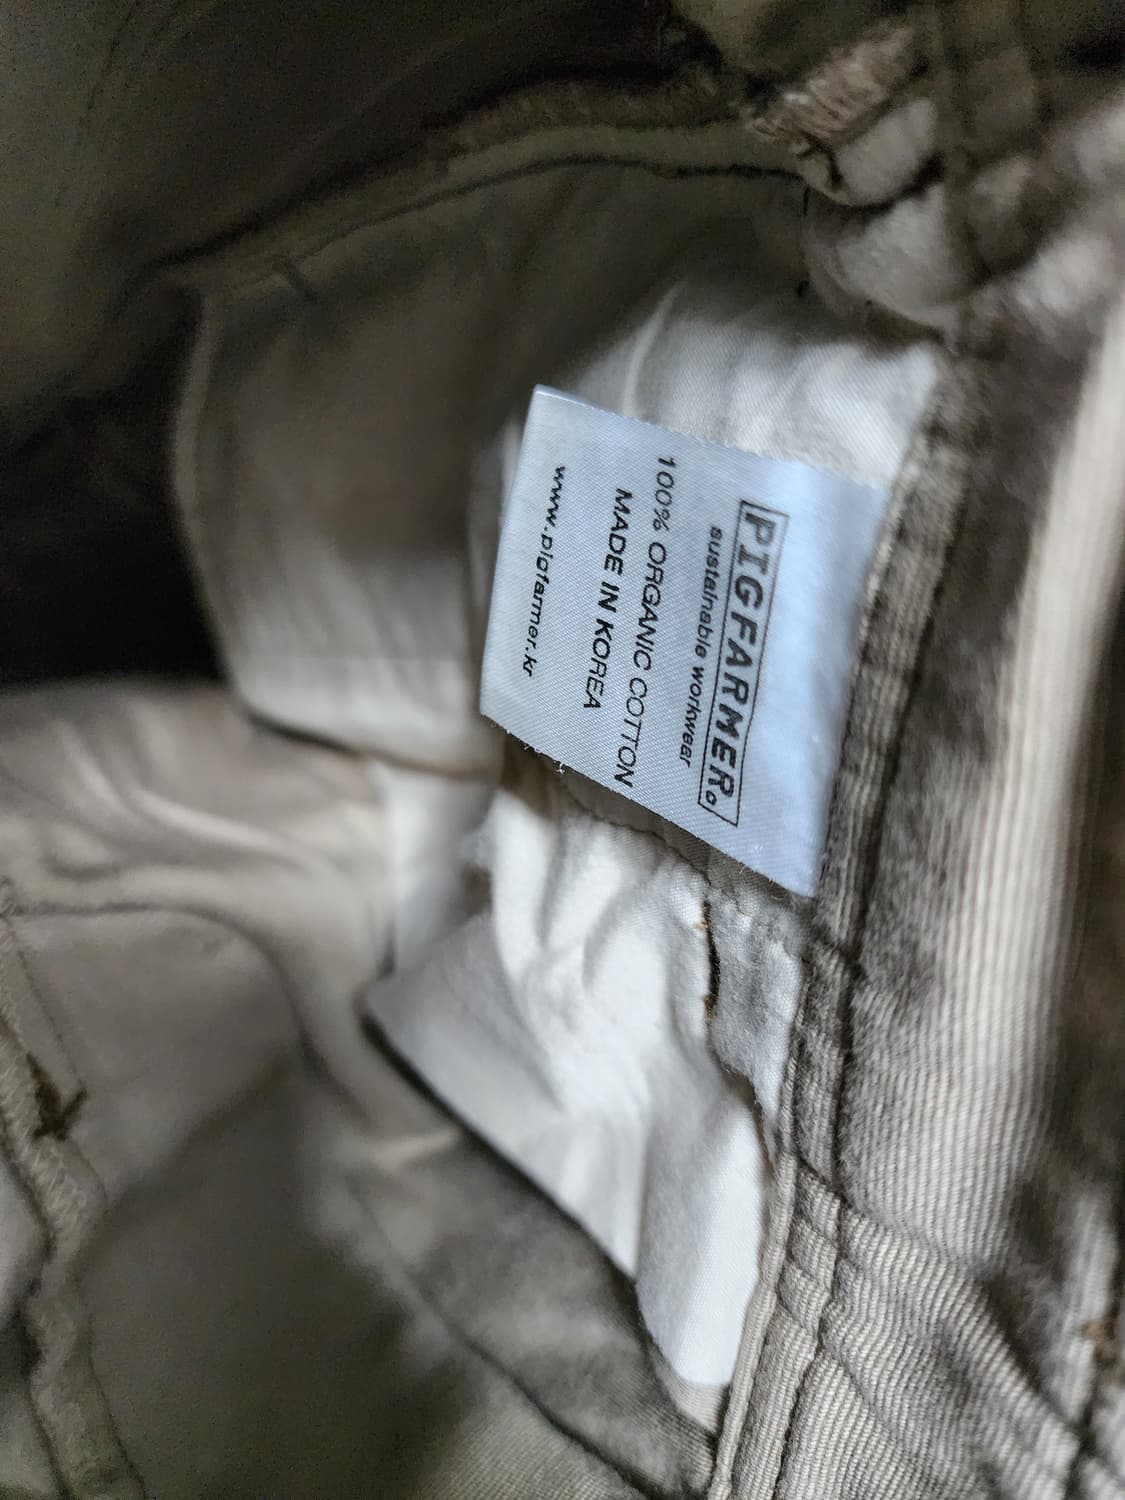 PIGFARMER.
sustainable workwear
100% ORGANIC COTTON
MADE IN KOREA
www.pigfarmer.kr